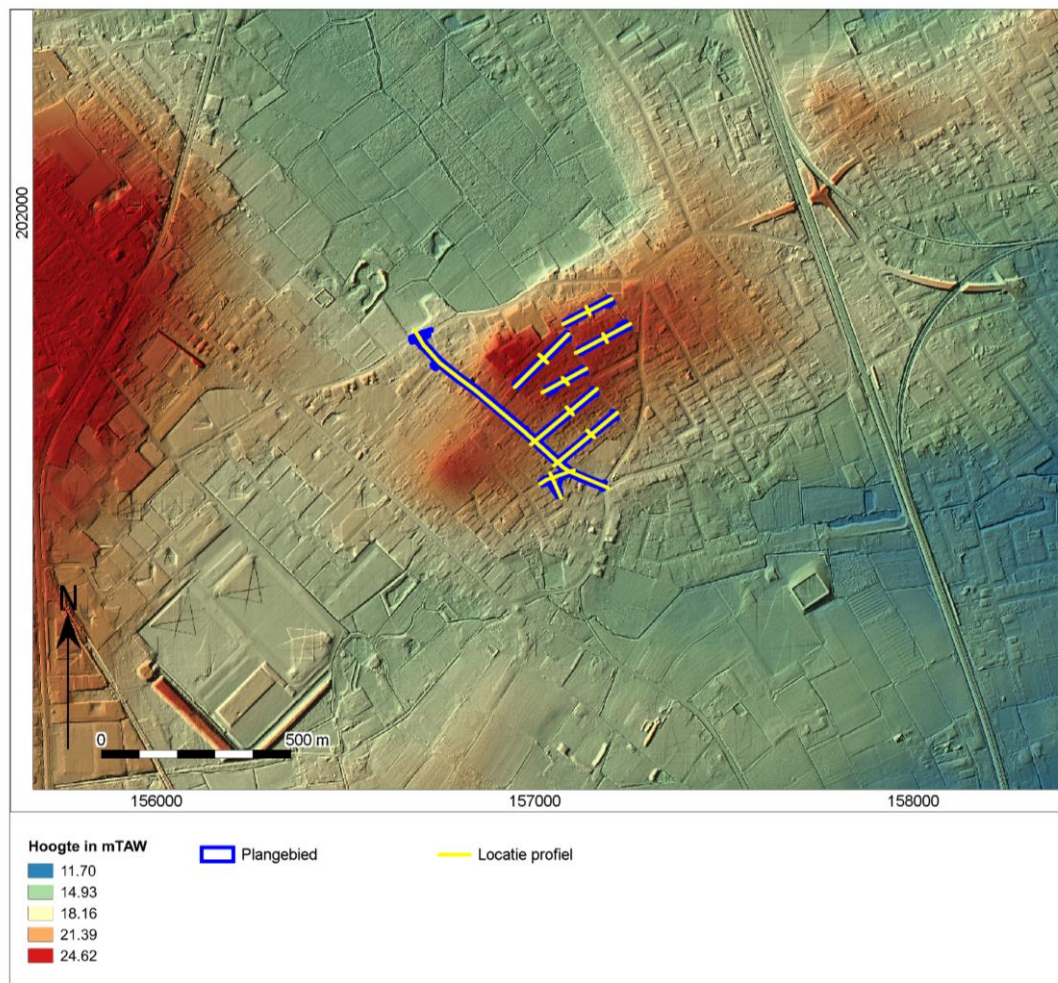 202000
N
0 500 m
156000 157000 158000
Hoogte in mTAW
11.70
14.93
18.16
21.39
24.62
Plangebied
Locatie profiel